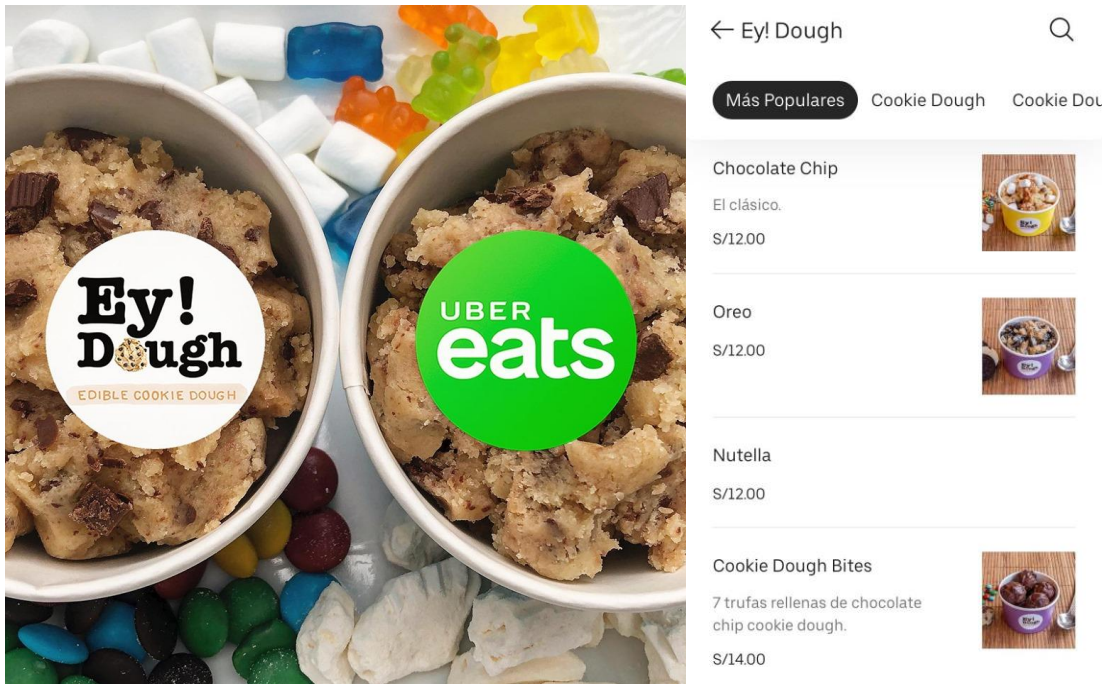 Ey!
Dough
EDIBLE COOKIE DOUGH
UBER
eats
Ey! Dough
Más Populares
Cookie Dough
Cookie Dou
Chocolate Chip
El clásico.
S/12.00
Oreo
S/12.00
Nutella
S/12.00
Cookie Dough Bites
7 trufas rellenas de chocolate
chip cookie dough.
S/14.00